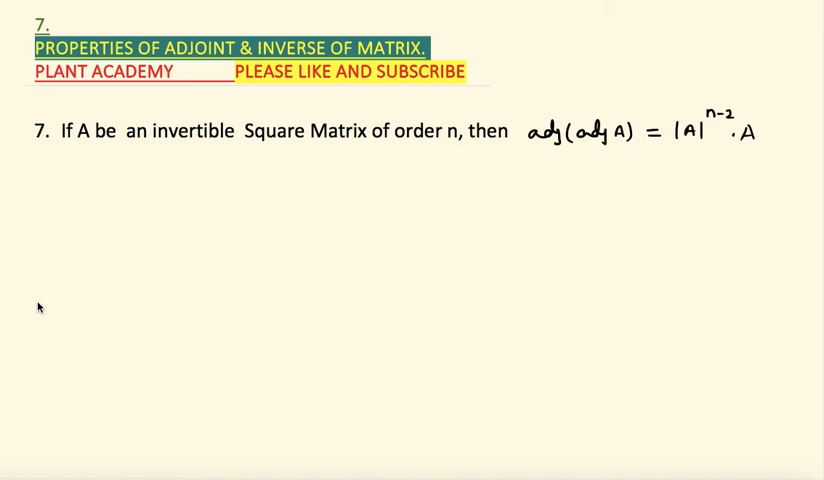 7.
PROPERTIES OF ADJOINT & INVERSE OF MATRIX.
PLANT ACADEMY PLEASE LIKE AND SUBSCRIBE
7. If A be an invertible Square Matrix of order n, then adj(adj A) = |A|^{n-2} . A